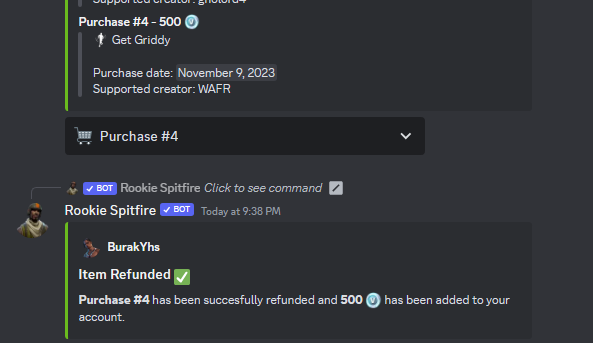 Supported creator: gholord4
Purchase #4 - 500
Get Griddy
Purchase date: November 9, 2023
Supported creator: WAFR
Purchase #4
BOT Rookie Spitfire Click to see command
Rookie Spitfire BOT Today at 9:38 PM
BurakYhs
Item Refunded
Purchase #4 has been succesfully refunded and 500 has been added to your
account.